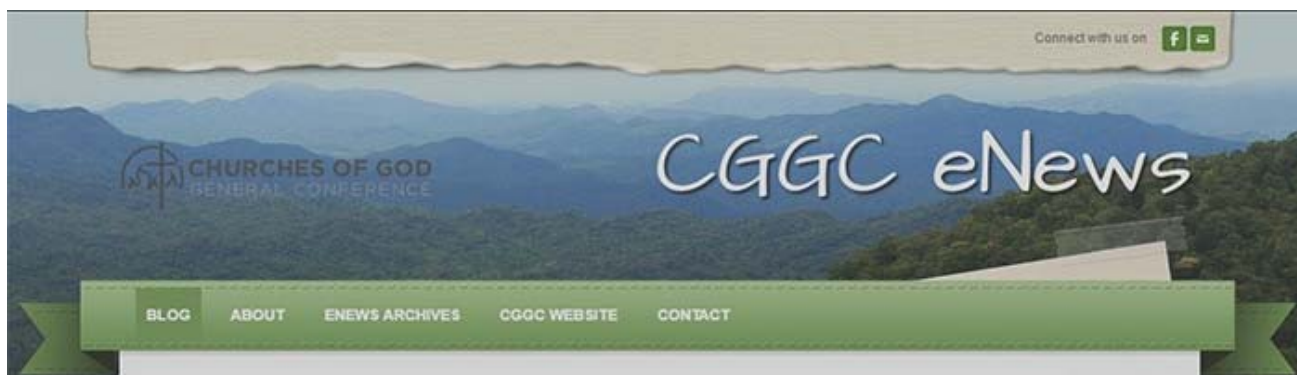 Connect with us on
CHURCHES OF GOD
GENERAL CONFERENCE
CGGC eNews
BLOG ABOUT ENEWS ARCHIVES CGGC WEBSITE CONTACT